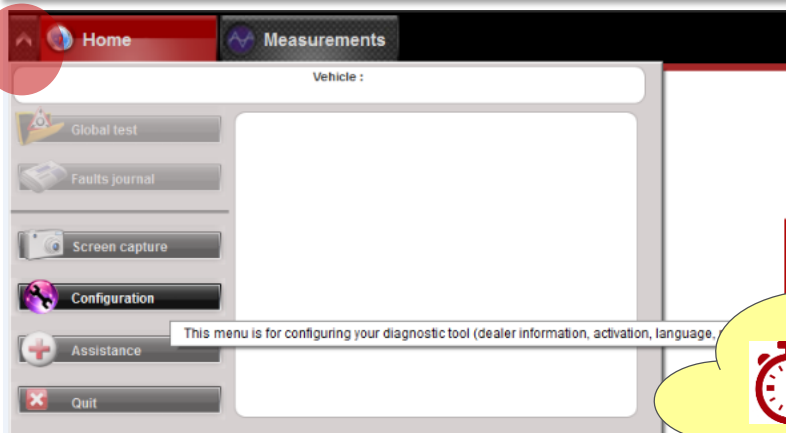 Home
Measurements
Vehicle :
Global test
Faults journal
Screen capture
Configuration
This menu is for configuring your diagnostic tool (dealer information, activation, language,
Assistance
Quit